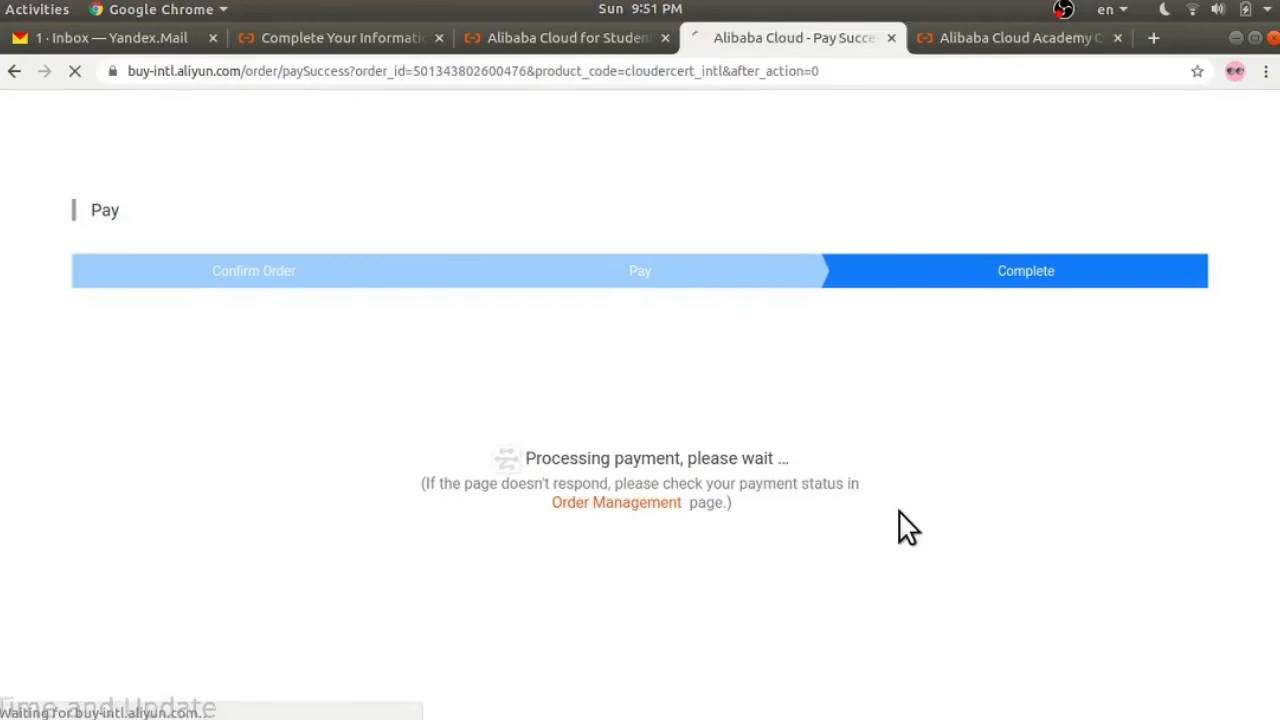 Activities Google Chrome Sun 9:51 PM en
1 · Inbox — Yandex.Mail Complete Your Informati Alibaba Cloud for Studen Alibaba Cloud - Pay Succe Alibaba Cloud Academy C
buy-intl.aliyun.com/order/paySuccess?order_id=501343802600476&product_code=cloudercert_intl&after_action=0
Pay
Confirm Order Pay Complete
Processing payment, please wait ...
(If the page doesn't respond, please check your payment status in
Order Management page.)
Time and Update
Waiting for buy-intl.aliyun.com...